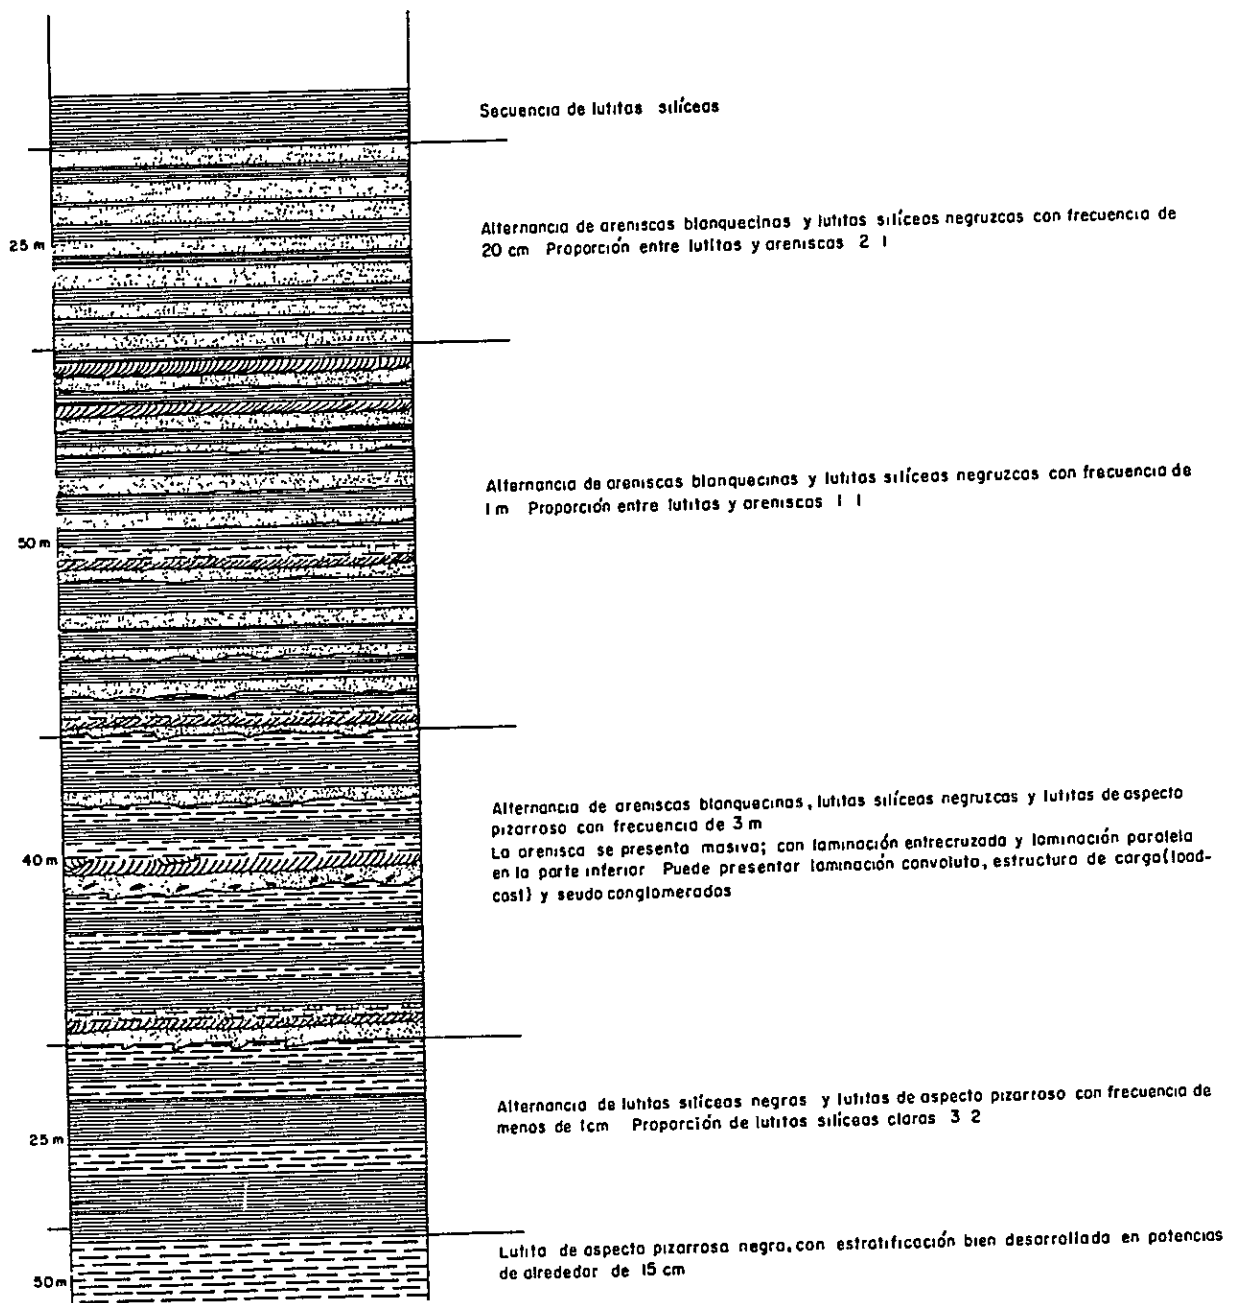 Secuencia de lutitas silíceas
Alternancia de areniscas blanquecinas y lutitas silíceas negruzcas con frecuencia de
20 cm Proporción entre lutitas y areniscas 2 1
25 m
Alternancia de areniscas blanquecinas y lutitas silíceas negruzcas con frecuencia de
1 m Proporción entre lutitas y areniscas 1 1
50 m
Alternancia de areniscas blanquecinas, lutitas silíceas negruzcas y lutitas de aspecto
pizarroso con frecuencia de 3 m
La arenisca se presenta masiva; con laminación entrecruzada y laminación paralela
en la parte inferior Puede presentar laminación convoluta, estructura de carga(load-
cast) y seudo conglomerados
40 m
Alternancia de lutitas silíceas negras y lutitas de aspecto pizarroso con frecuencia de
menos de 1cm Proporción de lutitas silíceas claras 3 2
25 m
Lutita de aspecto pizarrosa negra, con estratificación bien desarrollada en potencias
de alrededor de 15 cm
50 m